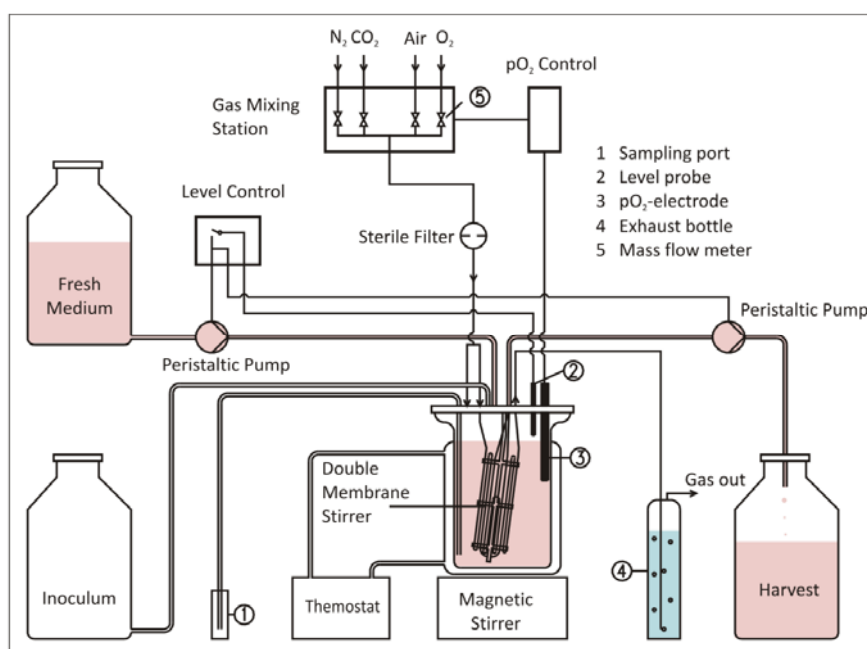 N₂ CO₂ Air O₂
pO₂ Control
Gas Mixing
Station
⑤
1 Sampling port
2 Level probe
3 pO₂-electrode
4 Exhaust bottle
5 Mass flow meter
Level Control
Sterile Filter
Fresh
Medium
Peristaltic Pump
Peristaltic Pump
②
③
Double
Membrane
Stirrer
Gas out
④
Inoculum
①
Themostat
Magnetic
Stirrer
Harvest